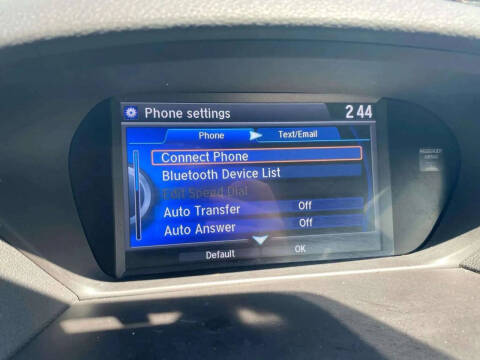 Phone settings 2 44
Phone Text/Email
Connect Phone
Bluetooth Device List
Edit Speed Dial
Auto Transfer Off
Auto Answer Off
Default OK